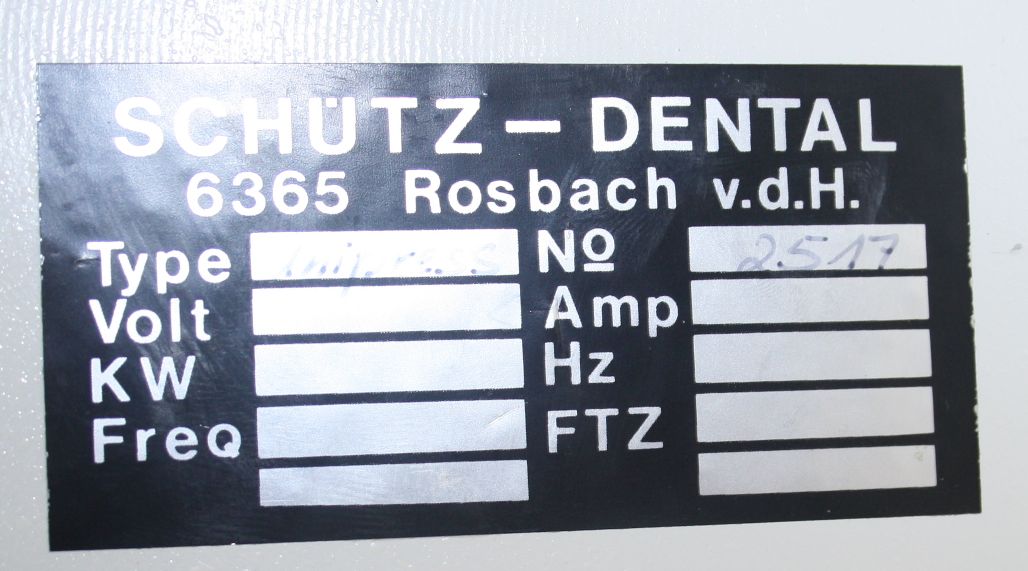 SCHÜTZ – DENTAL
6365 Rosbach v.d.H.
Type Nº 2517
Volt Amp
KW Hz
Freq FTZ